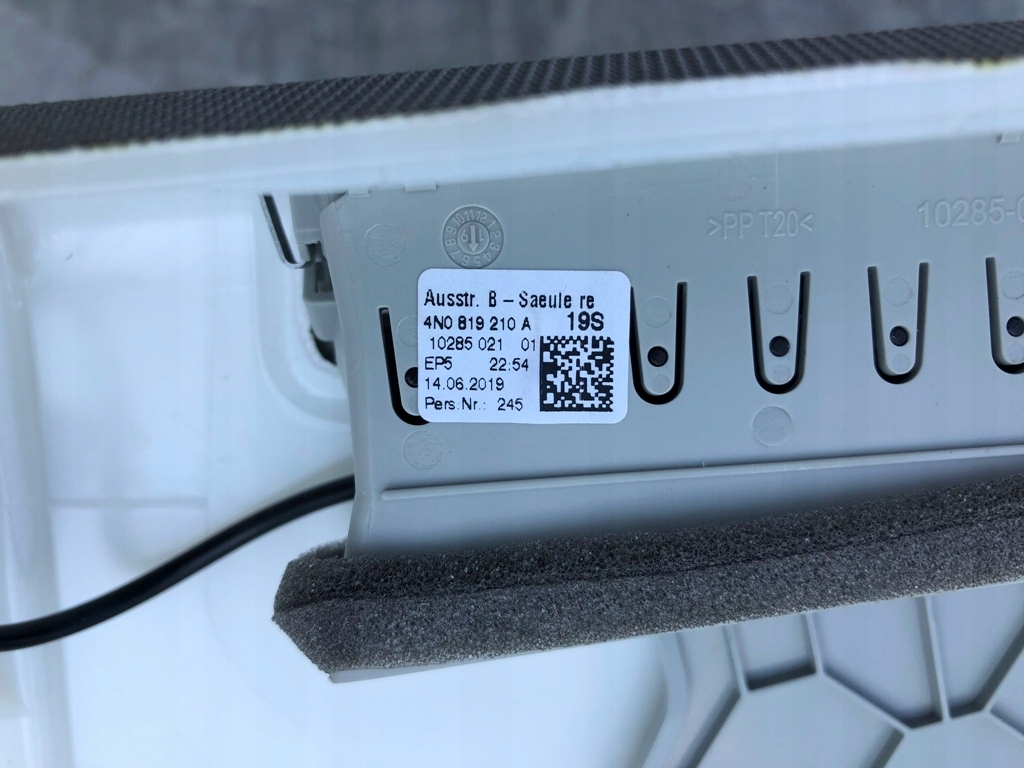 >PP T20<
10285-0
Ausstr. B – Saeule re
4N0 819 210 A 19S
10285 021 01
EP5 22:54
14.06.2019
Pers.Nr.: 245